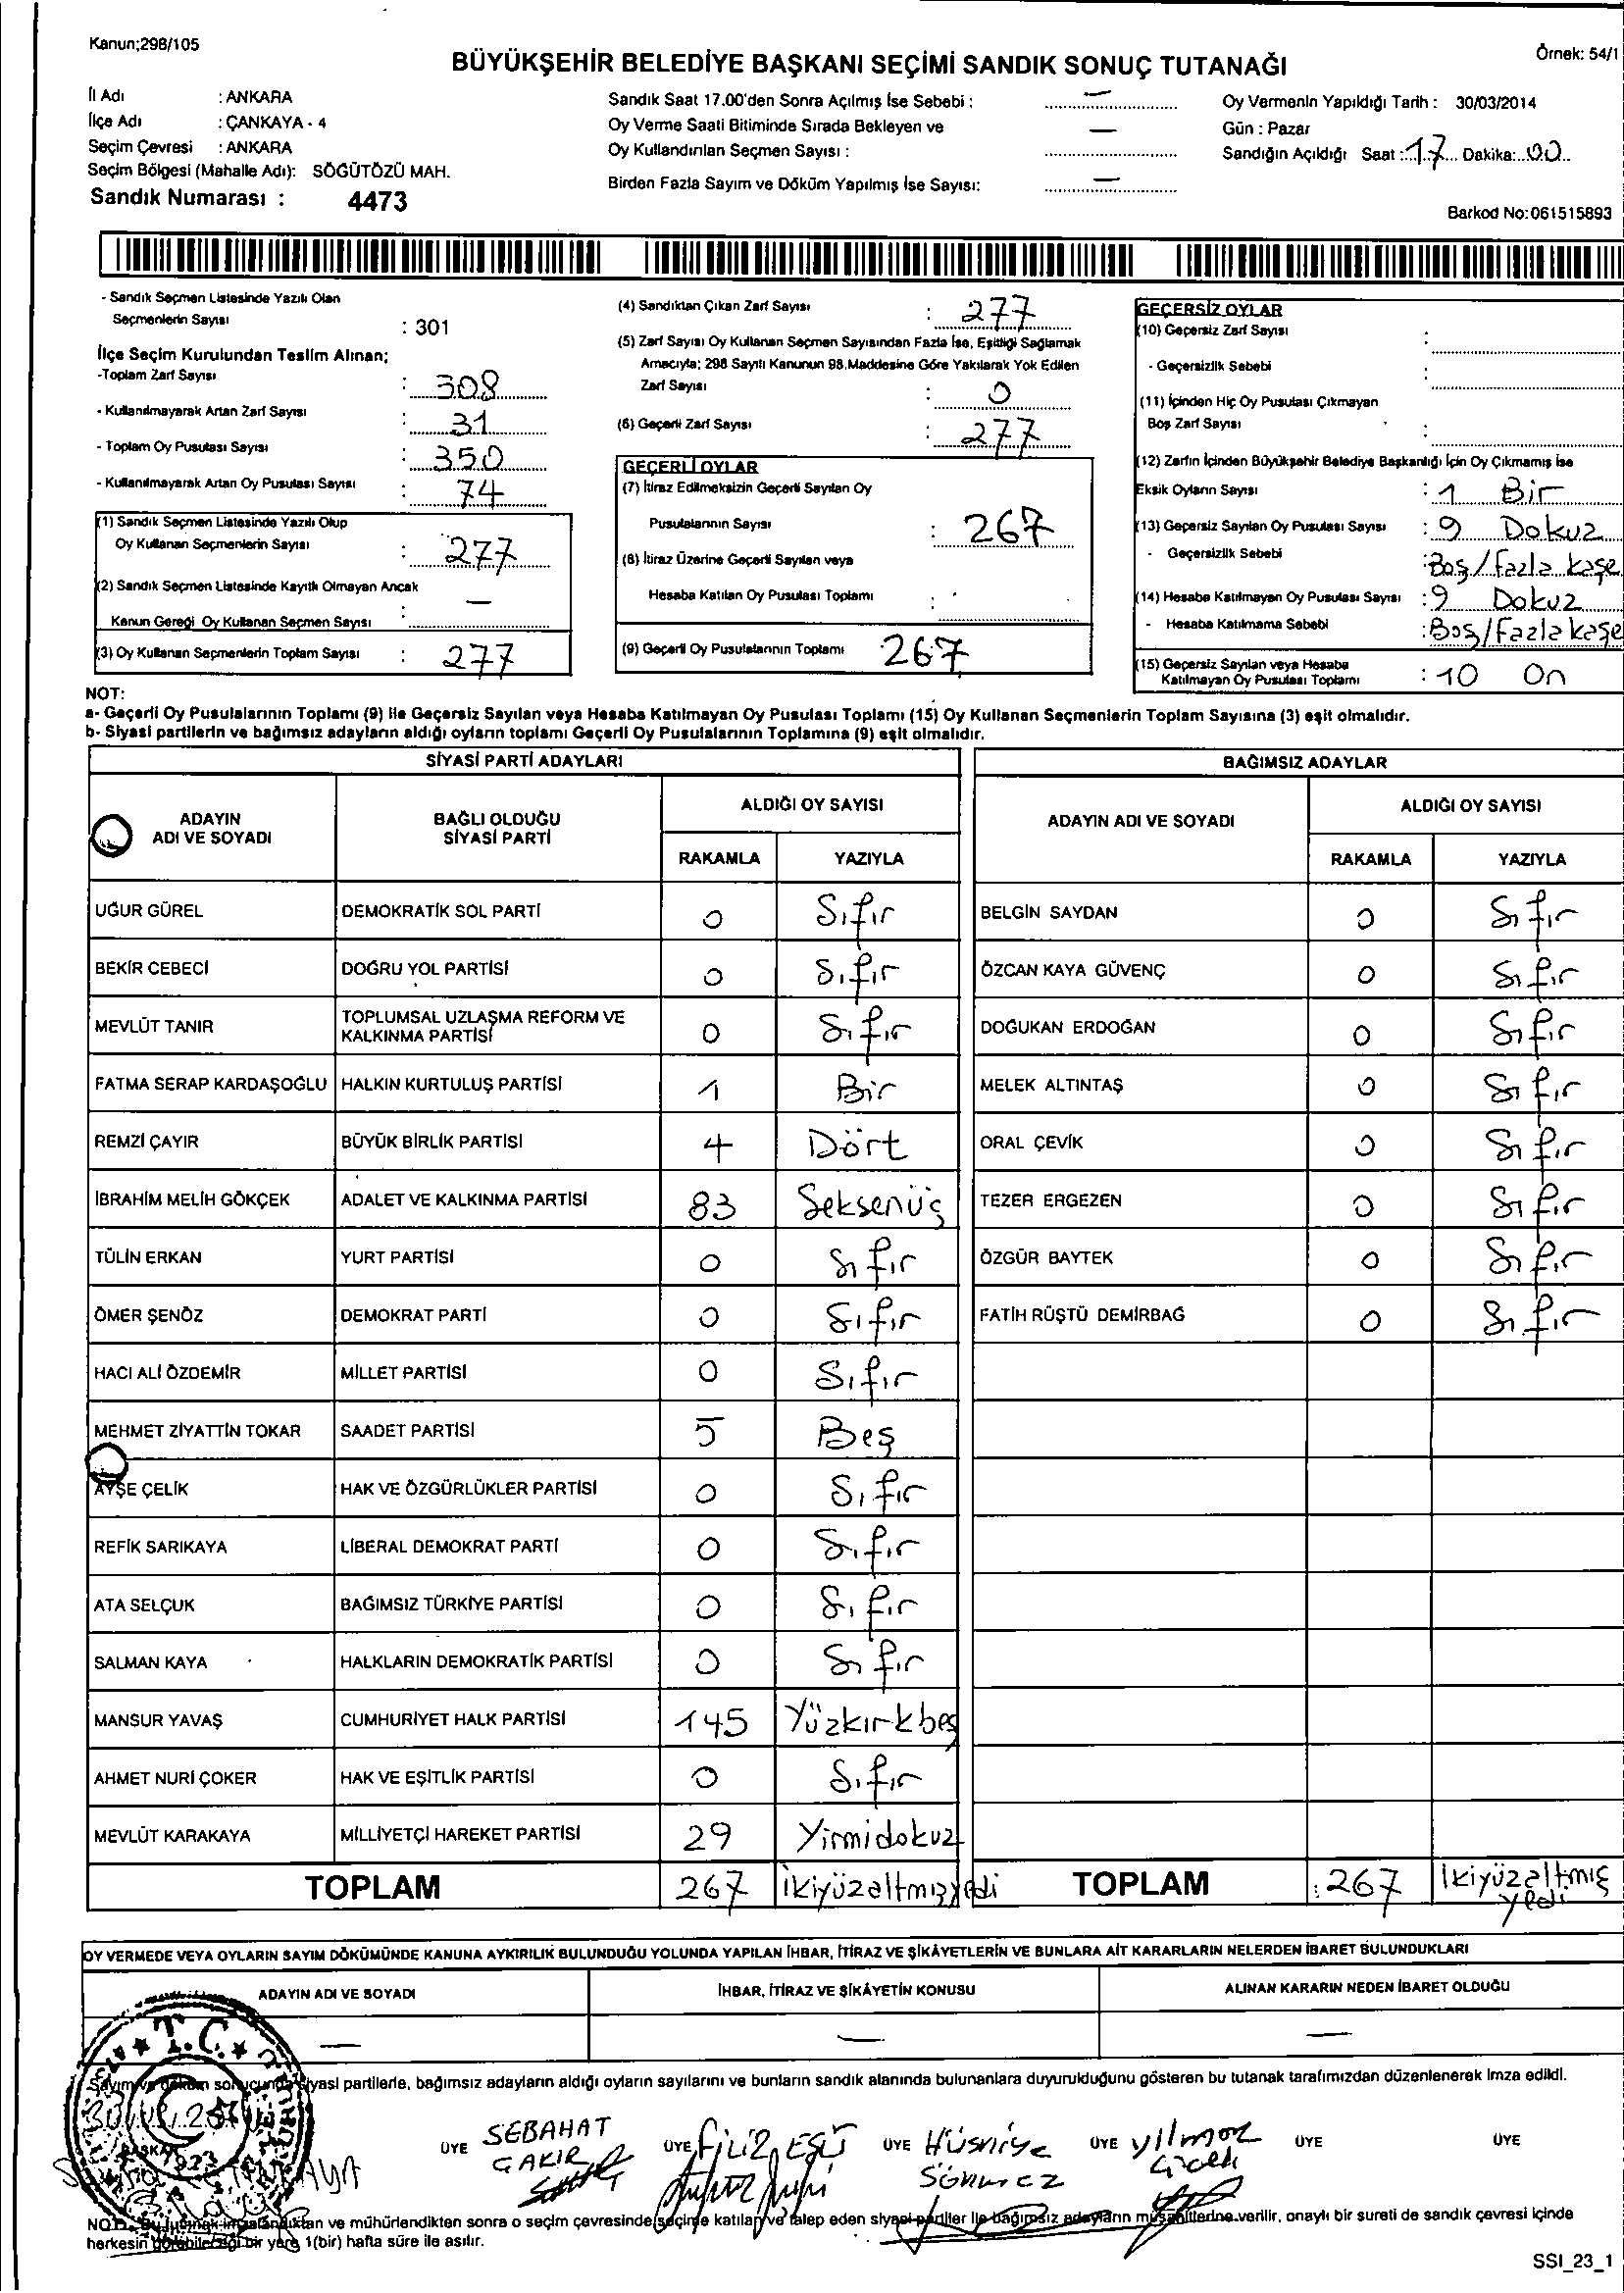 Kanun;298/105
Örnek: 54/1
BÜYÜKŞEHİR BELEDİYE BAŞKANI SEÇİMİ SANDIK SONUÇ TUTANAĞI
İl Adı : ANKARA
İlçe Adı : ÇANKAYA - 4
Seçim Çevresi : ANKARA
Seçim Bölgesi (Mahalle Adı): SÖĞÜTÖZÜ MAH.
Sandık Numarası : 4473
Sandık Saat 17.00'den Sonra Açılmış İse Sebebi : —
Oy Verme Saati Bitiminde Sırada Bekleyen ve
Oy Kullandırılan Seçmen Sayısı : —
Birden Fazla Sayım ve Döküm Yapılmış İse Sayısı: —
Oy Vermenin Yapıldığı Tarih : 30/03/2014
Gün : Pazar
Sandığın Açıldığı Saat : 17 Dakika: 00
Barkod No:061515893
- Sandık Seçmen Listesinde Yazılı Olan
Seçmenlerin Sayısı : 301
İlçe Seçim Kurulundan Teslim Alınan;
-Toplam Zarf Sayısı : 308
- Kullanılmayarak Artan Zarf Sayısı : 31
- Toplam Oy Pusulası Sayısı : 350
- Kullanılmayarak Artan Oy Pusulası Sayısı : 74
(1) Sandık Seçmen Listesinde Yazılı Olup
Oy Kullanan Seçmenlerin Sayısı : 277
(2) Sandık Seçmen Listesinde Kayıtlı Olmayan Ancak
Kanun Gereği Oy Kullanan Seçmen Sayısı : —
(3) Oy Kullanan Seçmenlerin Toplam Sayısı : 277
(4) Sandıktan Çıkan Zarf Sayısı : 277
(5) Zarf Sayısı Oy Kullanan Seçmen Sayısından Fazla İse, Eşitliği Sağlamak
Amacıyla; 298 Sayılı Kanunun 98.Maddesine Göre Yakılarak Yok Edilen
Zarf Sayısı : 0
(6) Geçerli Zarf Sayısı : 277
GEÇERLİ OYLAR
(7) İtiraz Edilmeksizin Geçerli Sayılan Oy
Pusulalarının Sayısı : 267
(8) İtiraz Üzerine Geçerli Sayılan veya
Hesaba Katılan Oy Pusulası Toplamı :
(9) Geçerli Oy Pusulalarının Toplamı 267
GEÇERSİZ OYLAR
(10) Geçersiz Zarf Sayısı :
- Geçersizlik Sebebi :
(11) İçinden Hiç Oy Pusulası Çıkmayan
Boş Zarf Sayısı :
(12) Zarfın İçinden Büyükşehir Belediye Başkanlığı İçin Oy Çıkmamış İse
Eksik Oyların Sayısı : 1 Bir
(13) Geçersiz Sayılan Oy Pusulası Sayısı : 9 Dokuz
- Geçersizlik Sebebi : Boş/fazla kaşe
(14) Hesaba Katılmayan Oy Pusulası Sayısı : 9 Dokuz
- Hesaba Katılmama Sebebi : Boş/Fazla kaşe
(15) Geçersiz Sayılan veya Hesaba
Katılmayan Oy Pusulası Toplamı : 10 On
NOT:
a- Geçerli Oy Pusulalarının Toplamı (9) ile Geçersiz Sayılan veya Hesaba Katılmayan Oy Pusulası Toplamı (15) Oy Kullanan Seçmenlerin Toplam Sayısına (3) eşit olmalıdır.
b- Siyasi partilerin ve bağımsız adayların aldığı oyların toplamı Geçerli Oy Pusulalarının Toplamına (9) eşit olmalıdır.
SİYASİ PARTİ ADAYLARI
ADAYIN ADI VE SOYADI BAĞLI OLDUĞU SİYASİ PARTİ ALDIĞI OY SAYISI
RAKAMLA YAZIYLA
UĞUR GÜREL DEMOKRATİK SOL PARTİ 0 Sıfır
BEKİR CEBECİ DOĞRU YOL PARTİSİ 0 Sıfır
MEVLÜT TANIR TOPLUMSAL UZLAŞMA REFORM VE KALKINMA PARTİSİ 0 Sıfır
FATMA SERAP KARDAŞOĞLU HALKIN KURTULUŞ PARTİSİ 1 Bir
REMZİ ÇAYIR BÜYÜK BİRLİK PARTİSİ 4 Dört
İBRAHİM MELİH GÖKÇEK ADALET VE KALKINMA PARTİSİ 83 Seksenüç
TÜLİN ERKAN YURT PARTİSİ 0 Sıfır
ÖMER ŞENÖZ DEMOKRAT PARTİ 0 Sıfır
HACI ALİ ÖZDEMİR MİLLET PARTİSİ 0 Sıfır
MEHMET ZİYATTİN TOKAR SAADET PARTİSİ 5 Beş
AYŞE ÇELİK HAK VE ÖZGÜRLÜKLER PARTİSİ 0 Sıfır
REFİK SARIKAYA LİBERAL DEMOKRAT PARTİ 0 Sıfır
ATA SELÇUK BAĞIMSIZ TÜRKİYE PARTİSİ 0 Sıfır
SALMAN KAYA HALKLARIN DEMOKRATİK PARTİSİ 0 Sıfır
MANSUR YAVAŞ CUMHURİYET HALK PARTİSİ 145 Yüzkırkbeş
AHMET NURİ ÇOKER HAK VE EŞİTLİK PARTİSİ 0 Sıfır
MEVLÜT KARAKAYA MİLLİYETÇİ HAREKET PARTİSİ 29 Yirmidokuz
TOPLAM 267 İkiyüzaltmışyedi
BAĞIMSIZ ADAYLAR
ADAYIN ADI VE SOYADI ALDIĞI OY SAYISI
RAKAMLA YAZIYLA
BELGİN SAYDAN 0 Sıfır
ÖZCAN KAYA GÜVENÇ 0 Sıfır
DOĞUKAN ERDOĞAN 0 Sıfır
MELEK ALTINTAŞ 0 Sıfır
ORAL ÇEVİK 0 Sıfır
TEZER ERGEZEN 0 Sıfır
ÖZGÜR BAYTEK 0 Sıfır
FATİH RÜŞTÜ DEMİRBAĞ 0 Sıfır
TOPLAM : 267 İkiyüzaltmış
yedi
OY VERMEDE VEYA OYLARIN SAYIM DÖKÜMÜNDE KANUNA AYKIRILIK BULUNDUĞU YOLUNDA YAPILAN İHBAR, İTİRAZ VE ŞİKÂYETLERİN VE BUNLARA AİT KARARLARIN NELERDEN İBARET BULUNDUKLARI
ADAYIN ADI VE SOYADI İHBAR, İTİRAZ VE ŞİKÂYETİN KONUSU ALINAN KARARIN NEDEN İBARET OLDUĞU
— — —
T.C.
Sayım ve döküm sonucunda siyasi partilerle, bağımsız adayların aldığı oyların sayılarını ve bunların sandık alanında bulunanlara duyurulduğunu gösteren bu tutanak tarafımızdan düzenlenerek imza edildi.
BAŞKAN
1923
ÜYE SEBAHAT
ÇAKIR
ÜYE FİLİZ
ÜYE Hüsniye
SÖNMEZ
ÜYE yılmaz
ÜYE
ÜYE
NOT: Bu tutanak imzalandıktan ve mühürlendikten sonra o seçim çevresinde seçime katılan ve talep eden siyasi partiler ile bağımsız adayların müşahitlerine verilir, onaylı bir sureti de sandık çevresi içinde
herkesin görebileceği bir yere 1(bir) hafta süre ile asılır.
SSI_23_1